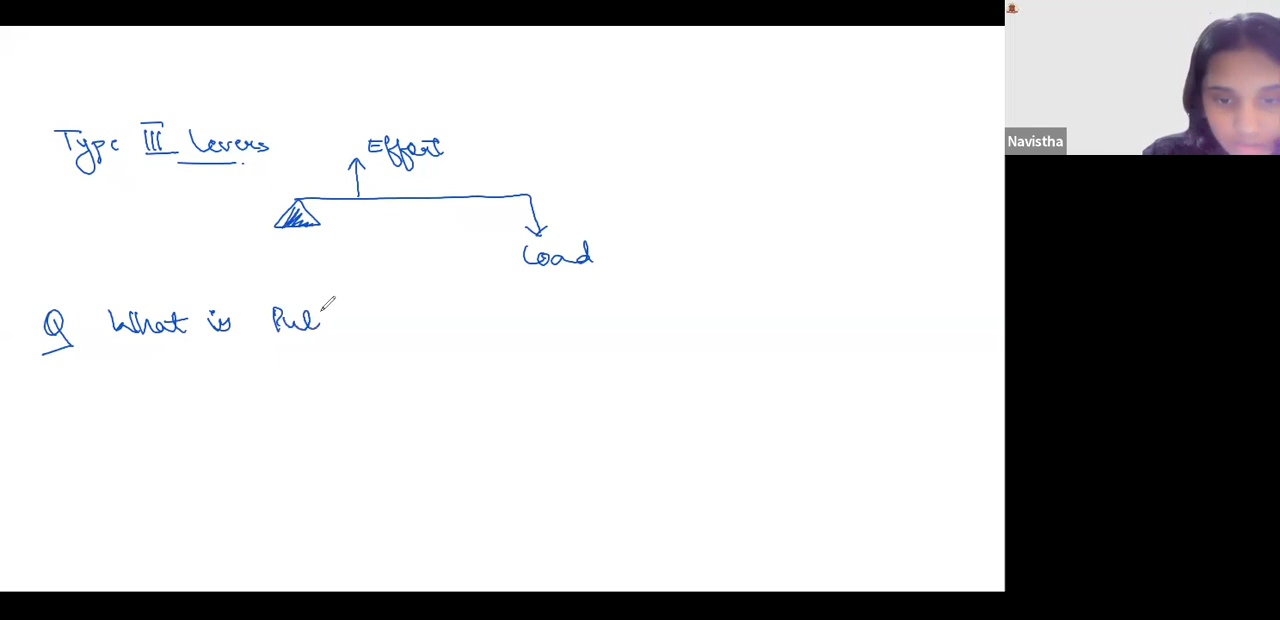 Type III Levers
Effort
Load
Q What is Pul
Navistha